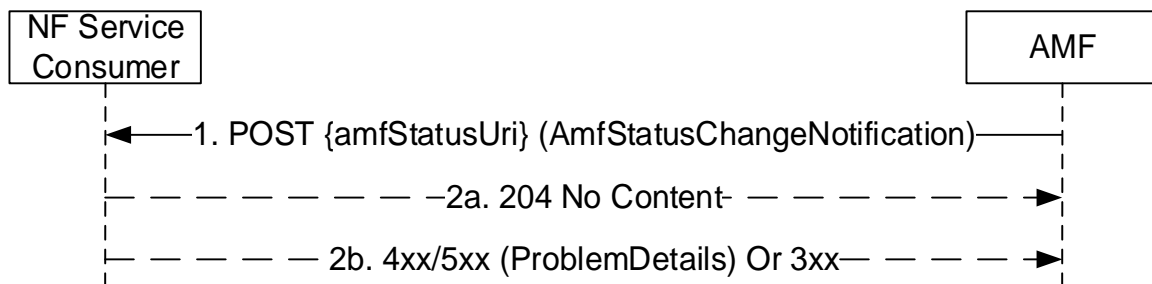 NF Service
Consumer
AMF
1. POST {amfStatusUri} (AmfStatusChangeNotification)
2a. 204 No Content
2b. 4xx/5xx (ProblemDetails) Or 3xx